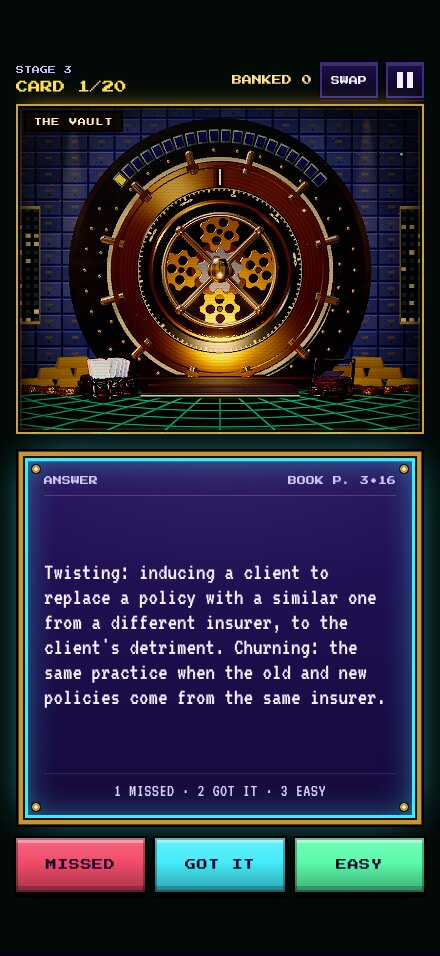 STAGE 3
CARD 1/20
BANKED 0
SWAP
THE VAULT
ANSWER
BOOK P. 3•16
Twisting: inducing a client to
replace a policy with a similar one
from a different insurer, to the
client's detriment. Churning: the
same practice when the old and new
policies come from the same insurer.
1 MISSED · 2 GOT IT · 3 EASY
MISSED
GOT IT
EASY